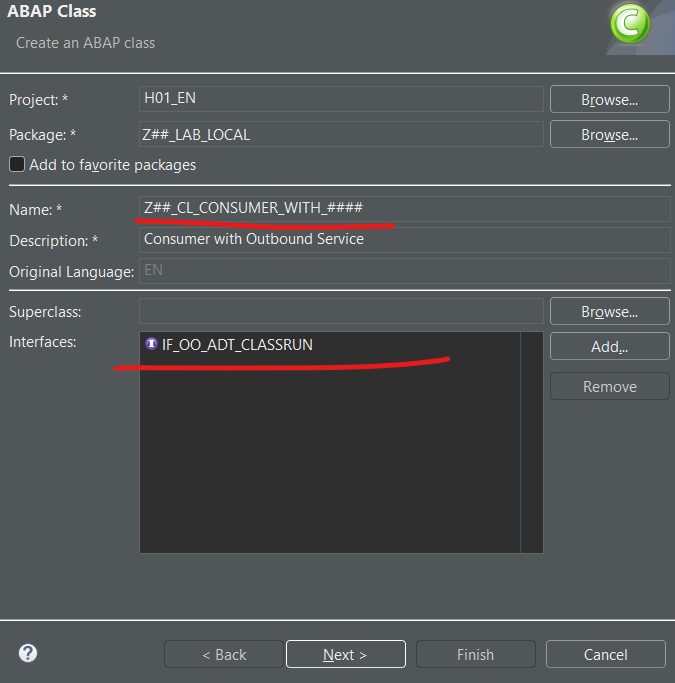 ABAP Class
Create an ABAP class
Project: * H01_EN Browse...
Package: * Z##_LAB_LOCAL Browse...
Add to favorite packages
Name: * Z##_CL_CONSUMER_WITH_####
Description: * Consumer with Outbound Service
Original Language: EN
Superclass: Browse...
Interfaces: IF_OO_ADT_CLASSRUN Add...
Remove
? < Back Next > Finish Cancel